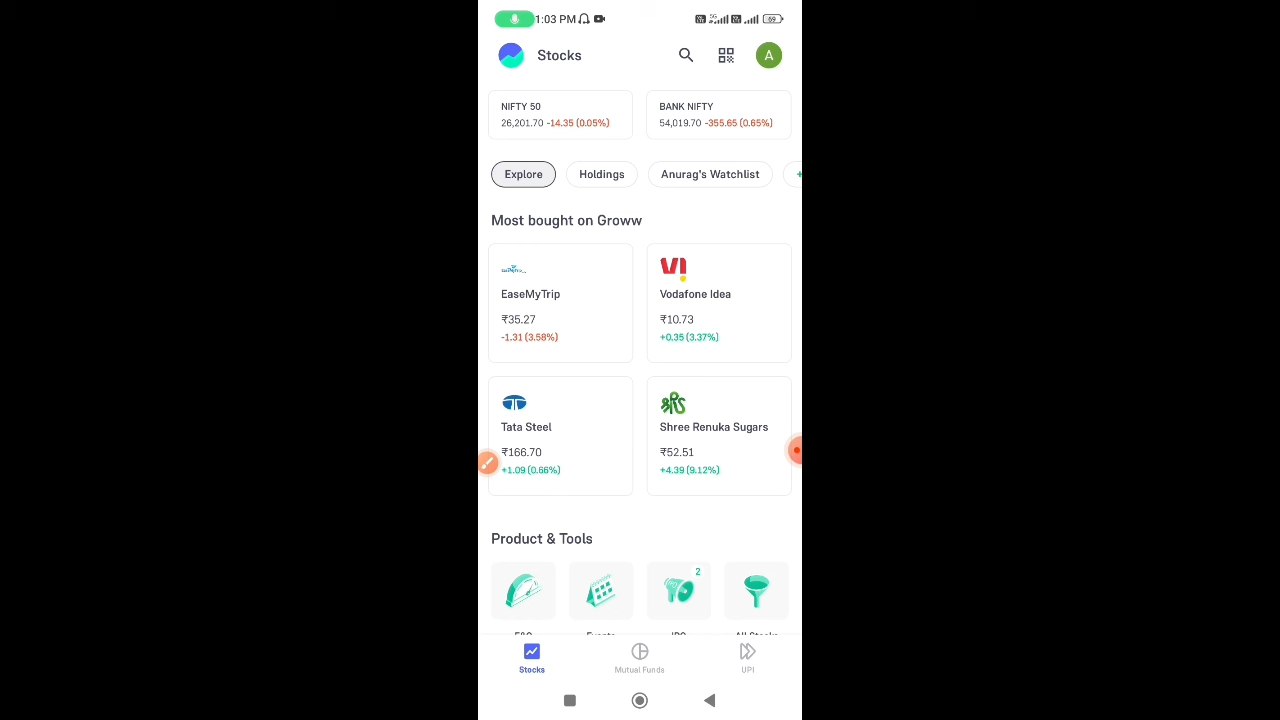 1:03 PM
69
Stocks
A
NIFTY 50
26,201.70 -14.35 (0.05%)
BANK NIFTY
54,019.70 -355.65 (0.65%)
Explore
Holdings
Anurag's Watchlist
+
Most bought on Groww
EaseMyTrip
₹35.27
-1.31 (3.58%)
VI
Vodafone Idea
₹10.73
+0.35 (3.37%)
Tata Steel
₹166.70
+1.09 (0.66%)
श्री
Shree Renuka Sugars
₹52.51
+4.39 (9.12%)
Product & Tools
2
F&O
Events
IPO
All Stocks
Stocks
Mutual Funds
UPI